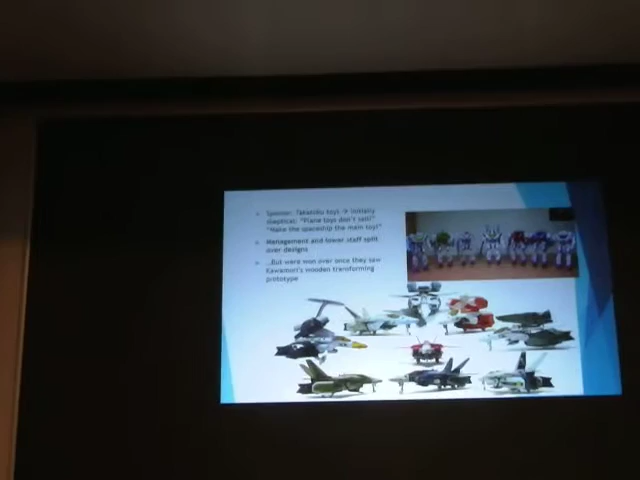 Sponsor: Takatoku toys → initially
skeptical: "Plane toys don't sell!"
"Make the spaceship the main toy!"
Management and lower staff split
over designs
...But were won over once they saw
Kawamori's wooden transforming
prototype